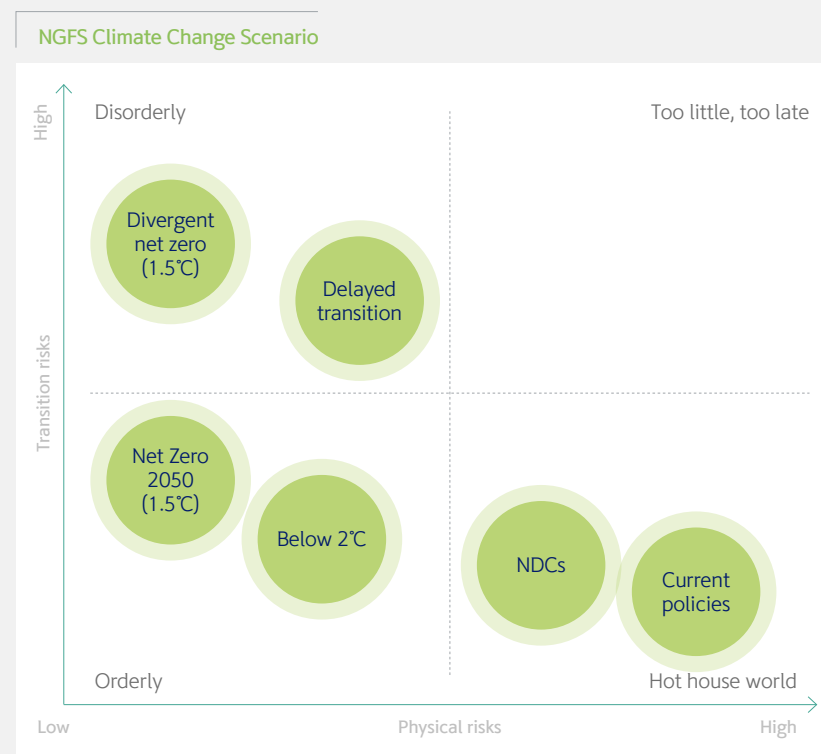 NGFS Climate Change Scenario
High
Disorderly
Too little, too late
Divergent
net zero
(1.5℃)
Delayed
transition
Transition risks
Net Zero
2050
(1.5℃)
Below 2℃
NDCs
Current
policies
Orderly
Hot house world
Low
Physical risks
High